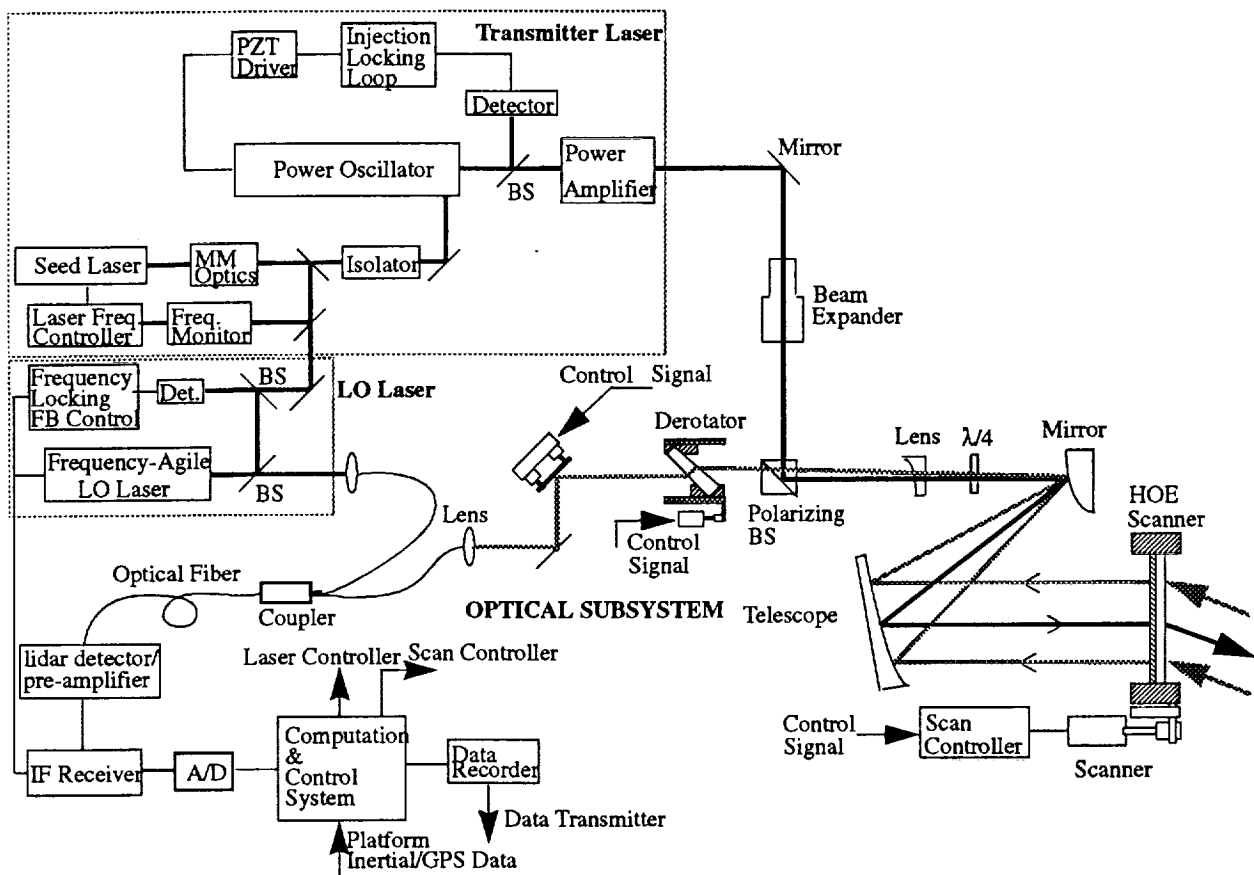 Transmitter Laser
PZT
Driver
Injection
Locking
Loop
Detector
Power Oscillator
BS
Power
Amplifier
Mirror
Seed Laser
MM
Optics
Isolator
Laser Freq
Controller
Freq.
Monitor
Beam
Expander
LO Laser
Frequency
Locking
FB Control
Det.
BS
Frequency-Agile
LO Laser
BS
Control Signal
Derotator
Lens
λ/4
Mirror
HOE
Scanner
Polarizing
BS
Control
Signal
Lens
Optical Fiber
Coupler
OPTICAL SUBSYSTEM
Telescope
lidar detector/
pre-amplifier
Laser Controller
Scan Controller
Computation
&
Control
System
IF Receiver
A/D
Data
Recorder
Data Transmitter
Platform
Inertial/GPS Data
Control
Signal
Scan
Controller
Scanner